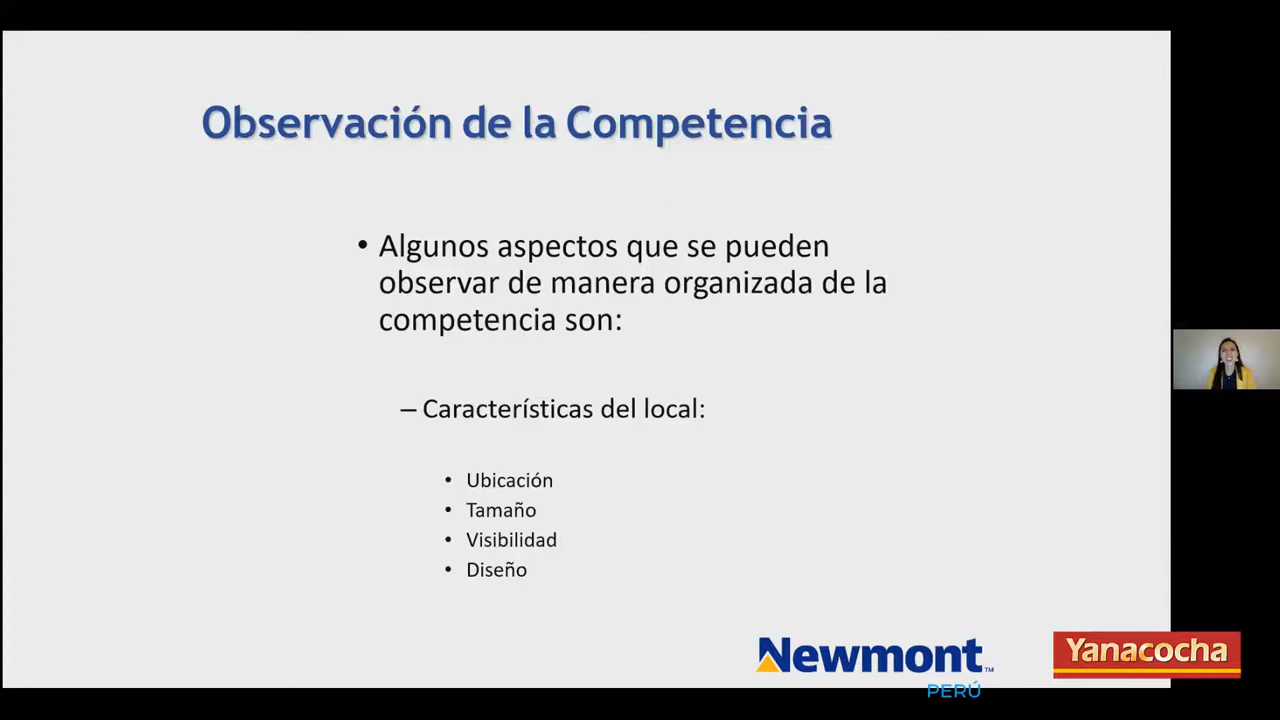 Observación de la Competencia
• Algunos aspectos que se pueden
observar de manera organizada de la
competencia son:
– Características del local:
• Ubicación
• Tamaño
• Visibilidad
• Diseño
Newmont™
PERÚ
Yanacocha